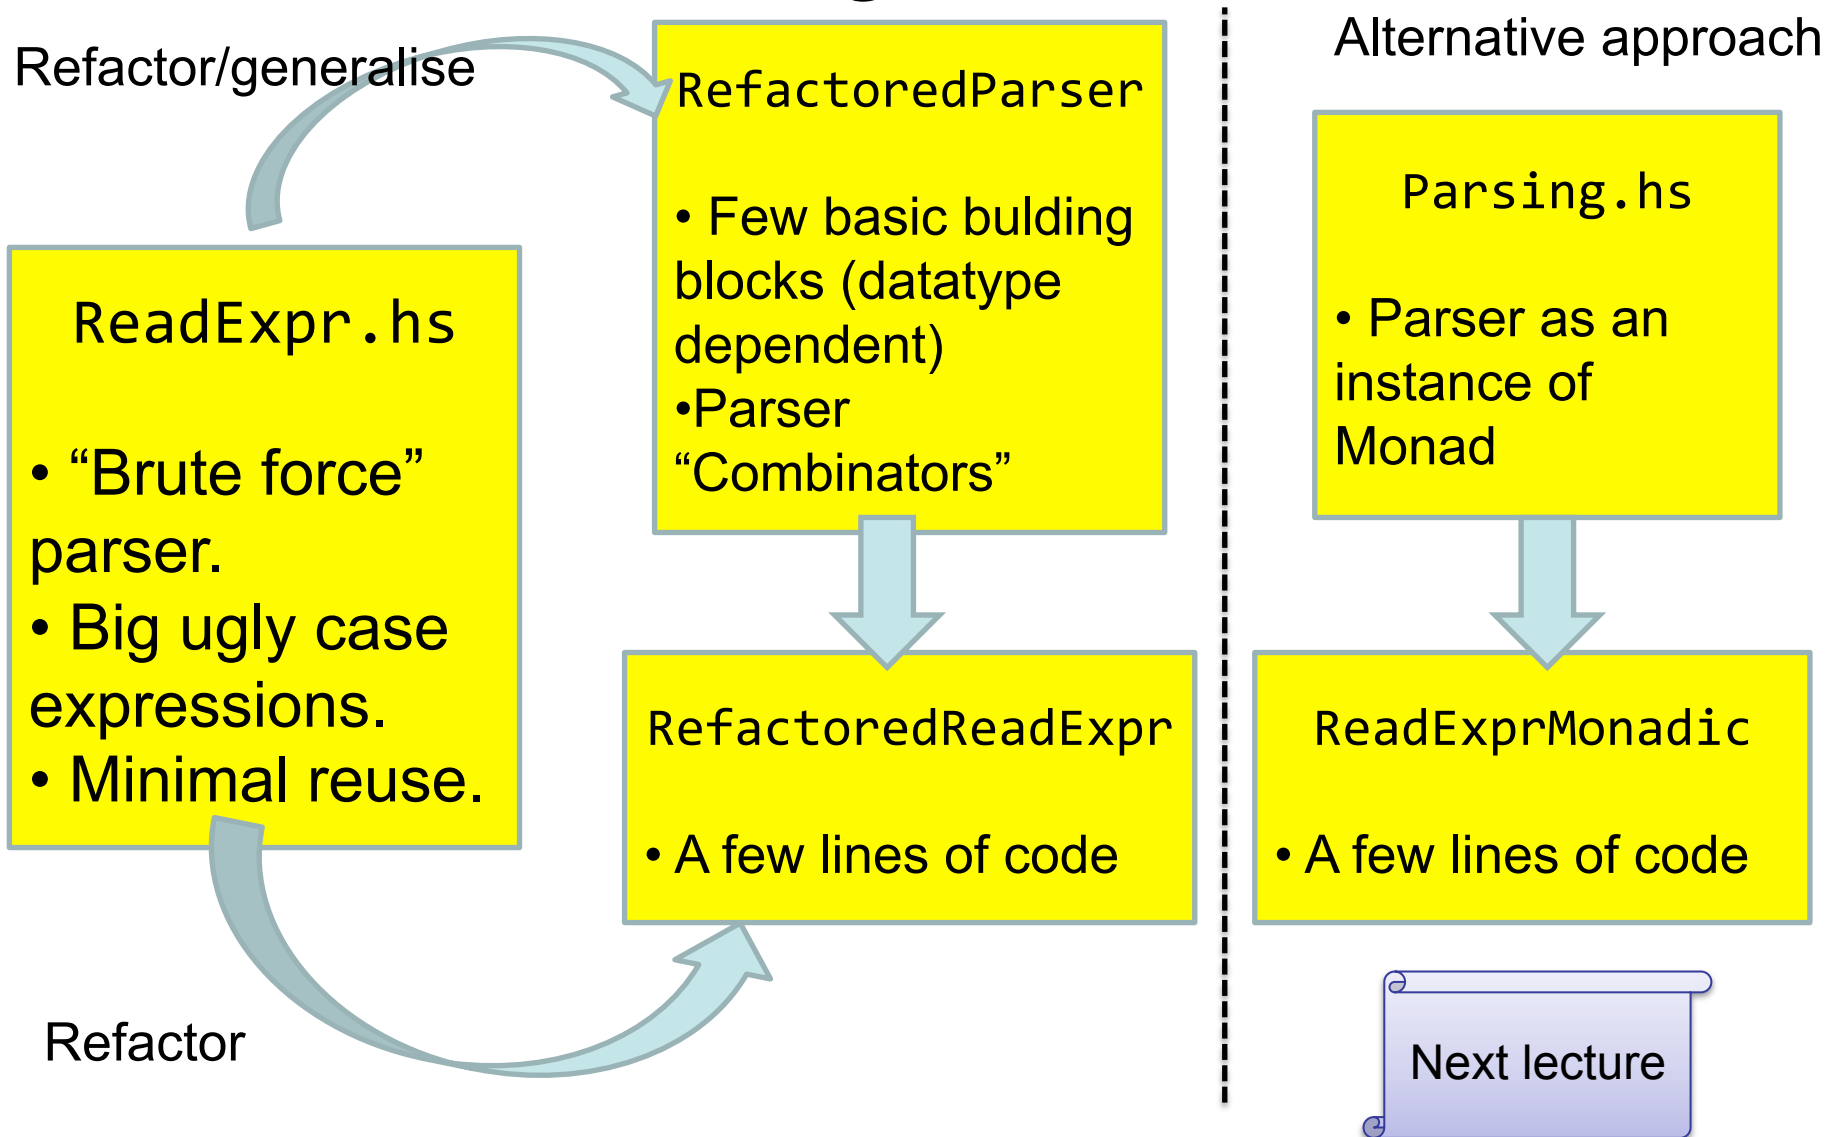 Refactor/generalise
ReadExpr.hs
• “Brute force”
parser.
• Big ugly case
expressions.
• Minimal reuse.
Refactor
RefactoredParser
• Few basic bulding
blocks (datatype
dependent)
•Parser
“Combinators”
RefactoredReadExpr
• A few lines of code
Alternative approach
Parsing.hs
• Parser as an
instance of
Monad
ReadExprMonadic
• A few lines of code
Next lecture